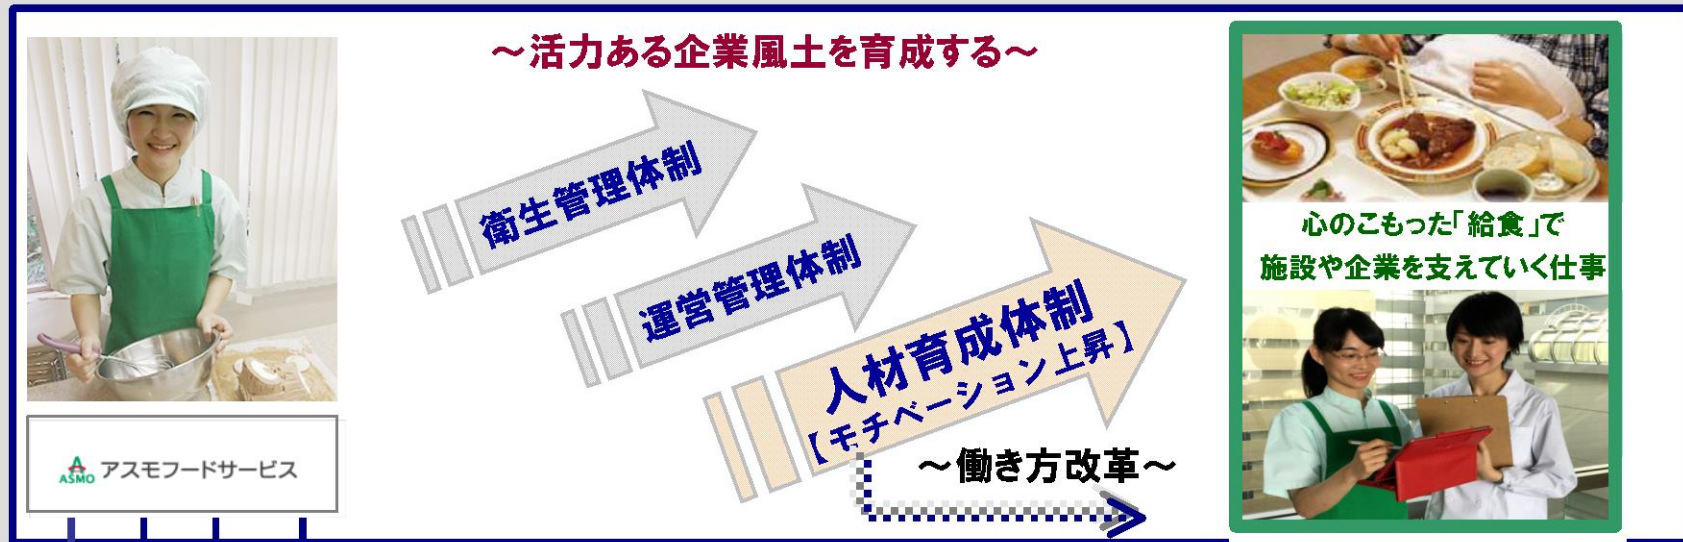 ～活力ある企業風土を育成する～
衛生管理体制
運営管理体制
人材育成体制
【モチベーション上昇】
～働き方改革～
ASMO アスモフードサービス
心のこもった「給食」で
施設や企業を支えていく仕事